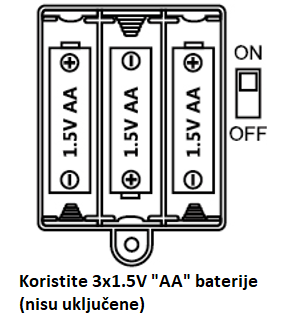 1.5V AA
1.5V AA
1.5V AA
ON
OFF
Koristite 3x1.5V "AA" baterije
(nisu uključene)